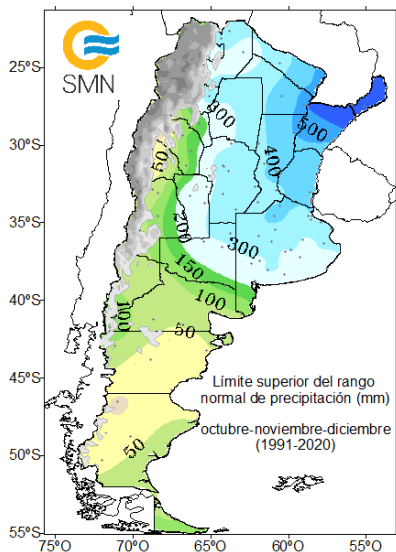 SMN
25°S
30°S
35°S
40°S
45°S
50°S
55°S
300
400
500
50
200
300
150
100
100
50
50
Límite superior del rango
normal de precipitación (mm)
octubre-noviembre-diciembre
(1991-2020)
75°O
70°O
65°O
60°O
55°O